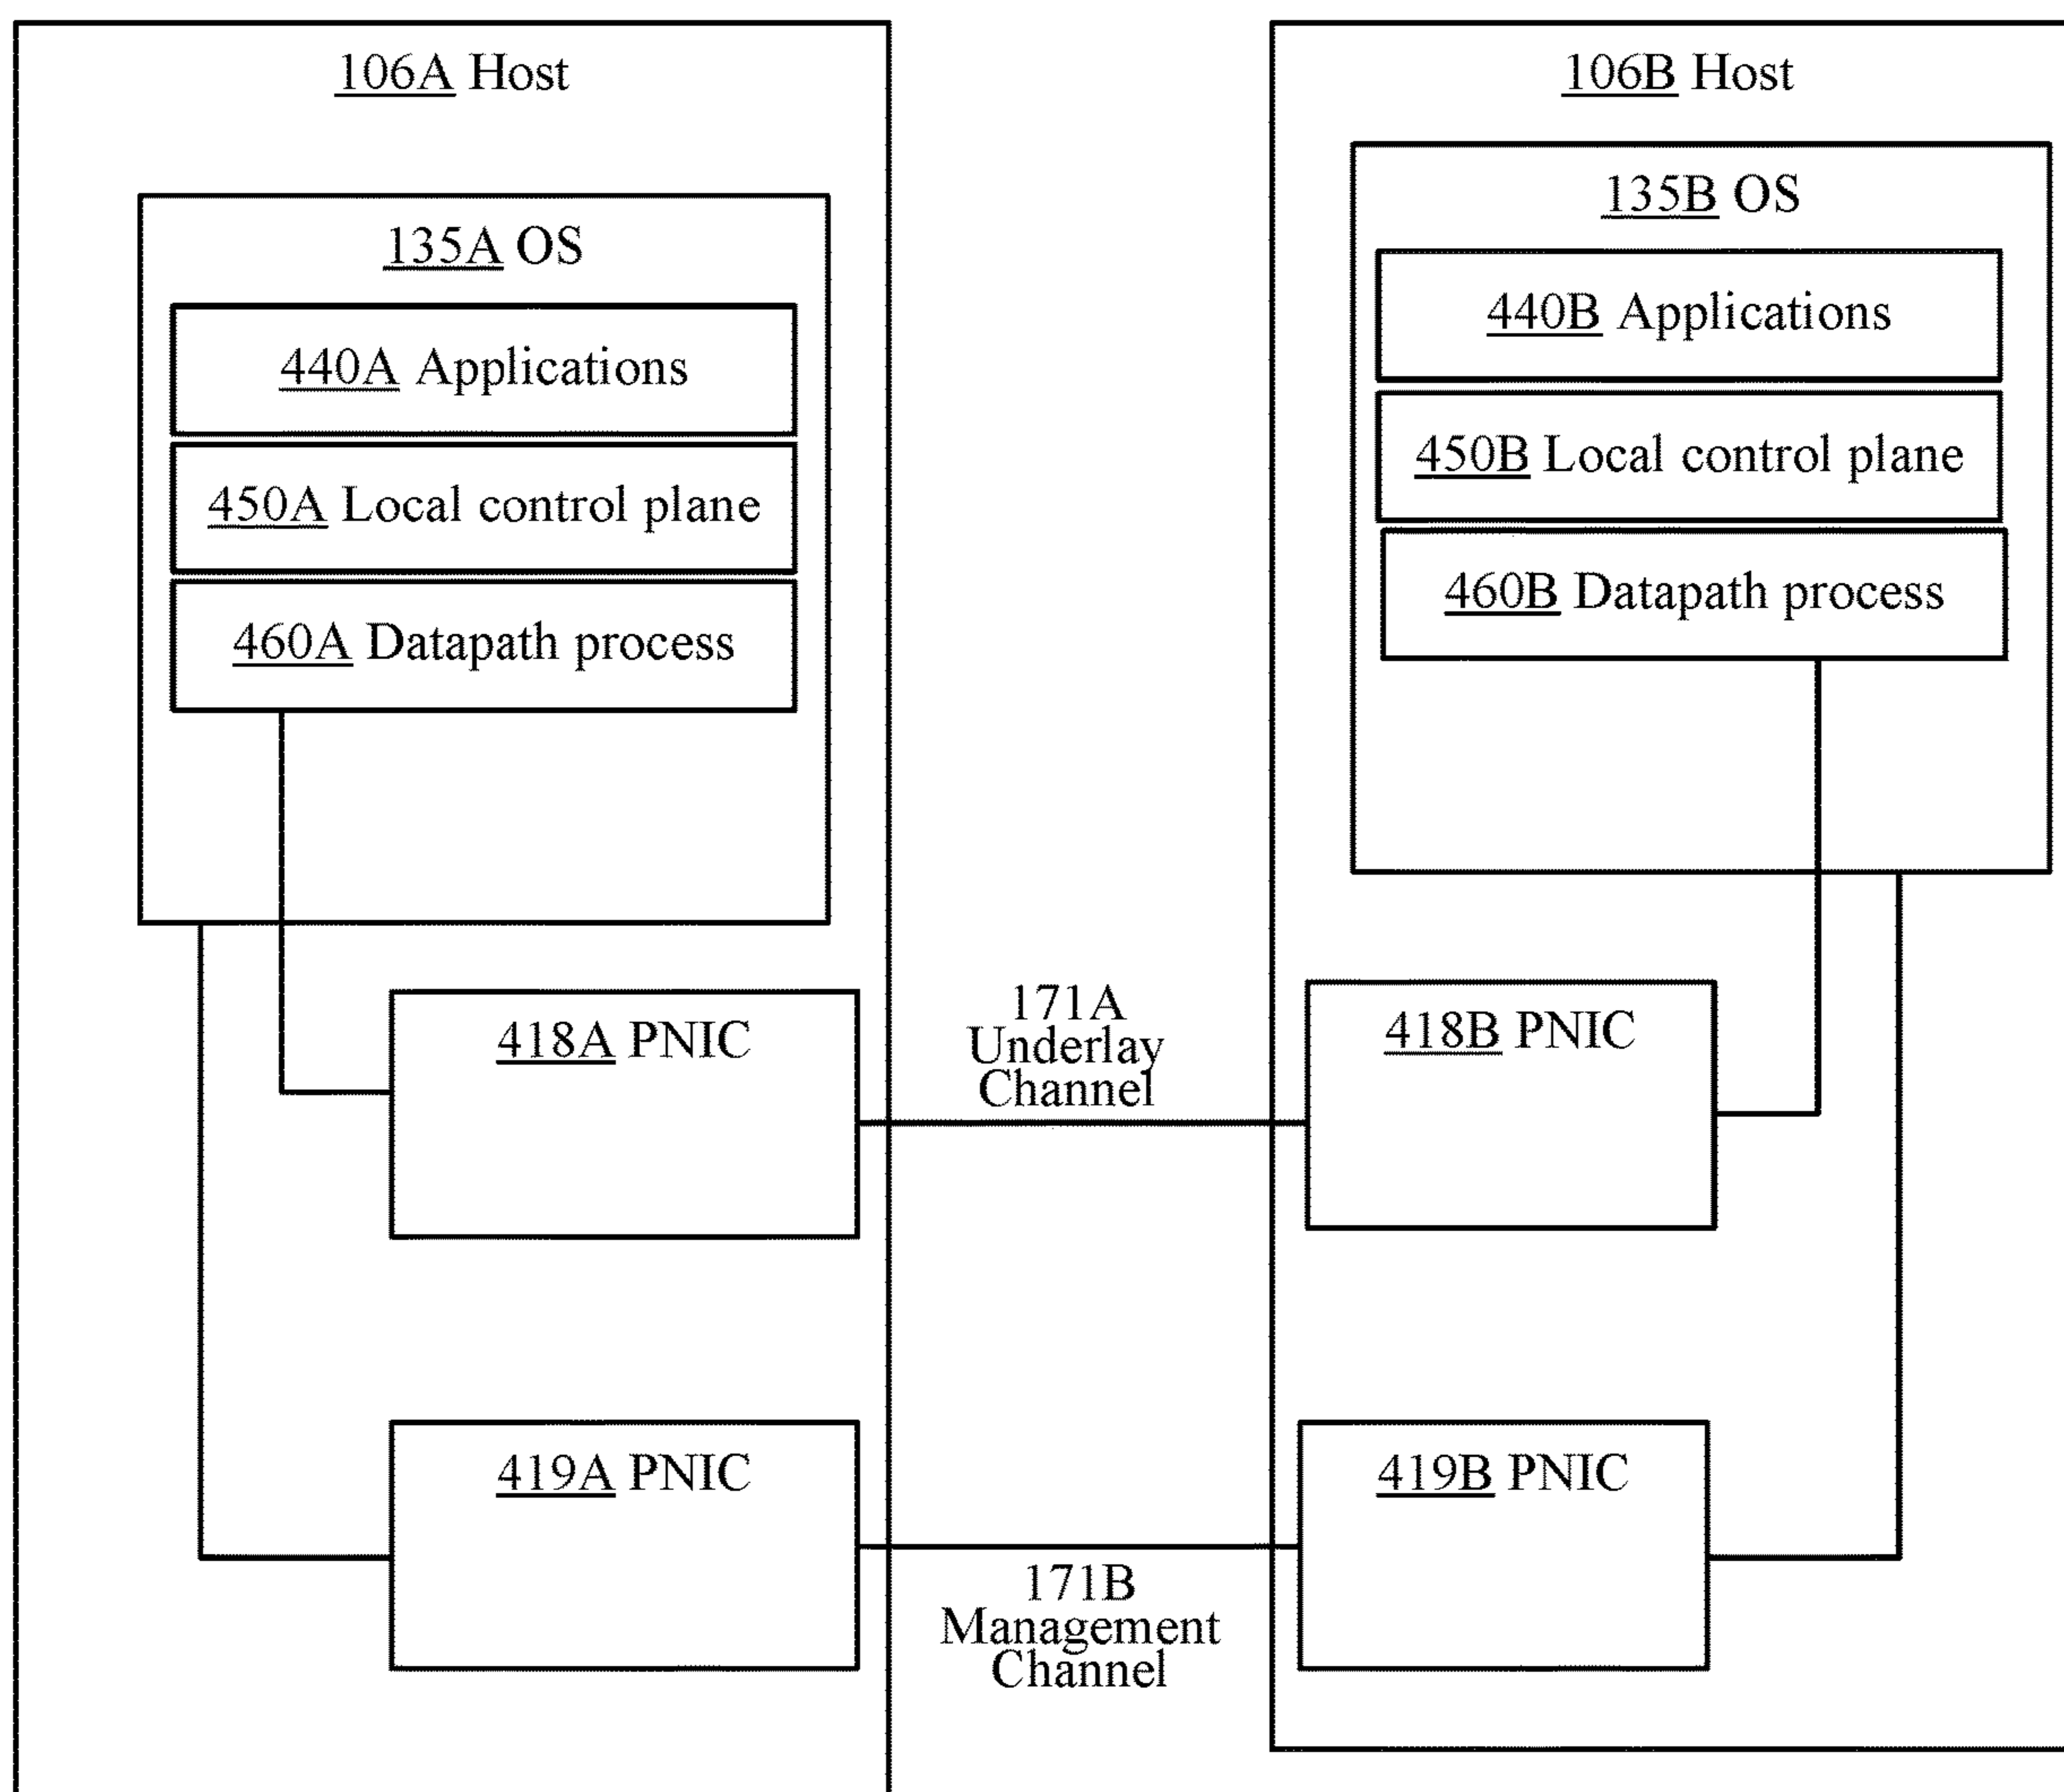 106A Host
135A OS
440A Applications
450A Local control plane
460A Datapath process
418A PNIC
419A PNIC
171A
Underlay
Channel
171B
Management
Channel
106B Host
135B OS
440B Applications
450B Local control plane
460B Datapath process
418B PNIC
419B PNIC